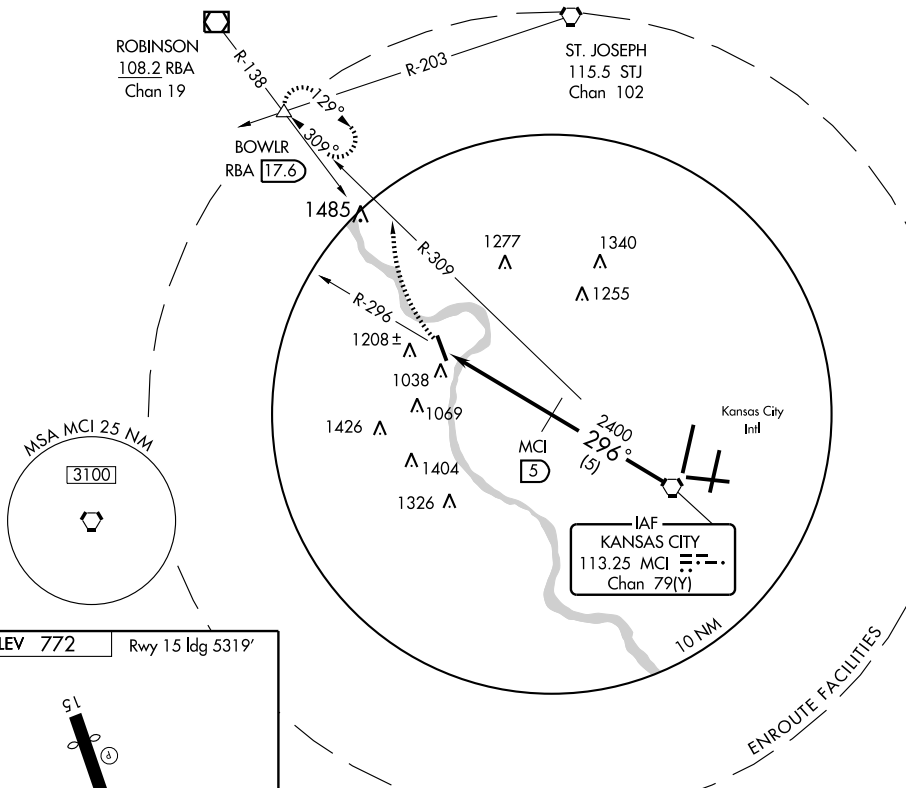 ROBINSON
108.2 RBA
Chan 19
R-138
R-203
ST. JOSEPH
115.5 STJ
Chan 102
129°
309°
BOWLR
RBA 17.6
1485
R-309
1277
1340
1255
R-296
1208 ±
1038
1069
1426
1404
1326
MCI
5
2400
296°
(5)
Kansas City
Intl
MSA MCI 25 NM
3100
IAF
KANSAS CITY
113.25 MCI
Chan 79(Y)
10 NM
ENROUTE FACILITIES
LEV 772
Rwy 15 ldg 5319'
15
P